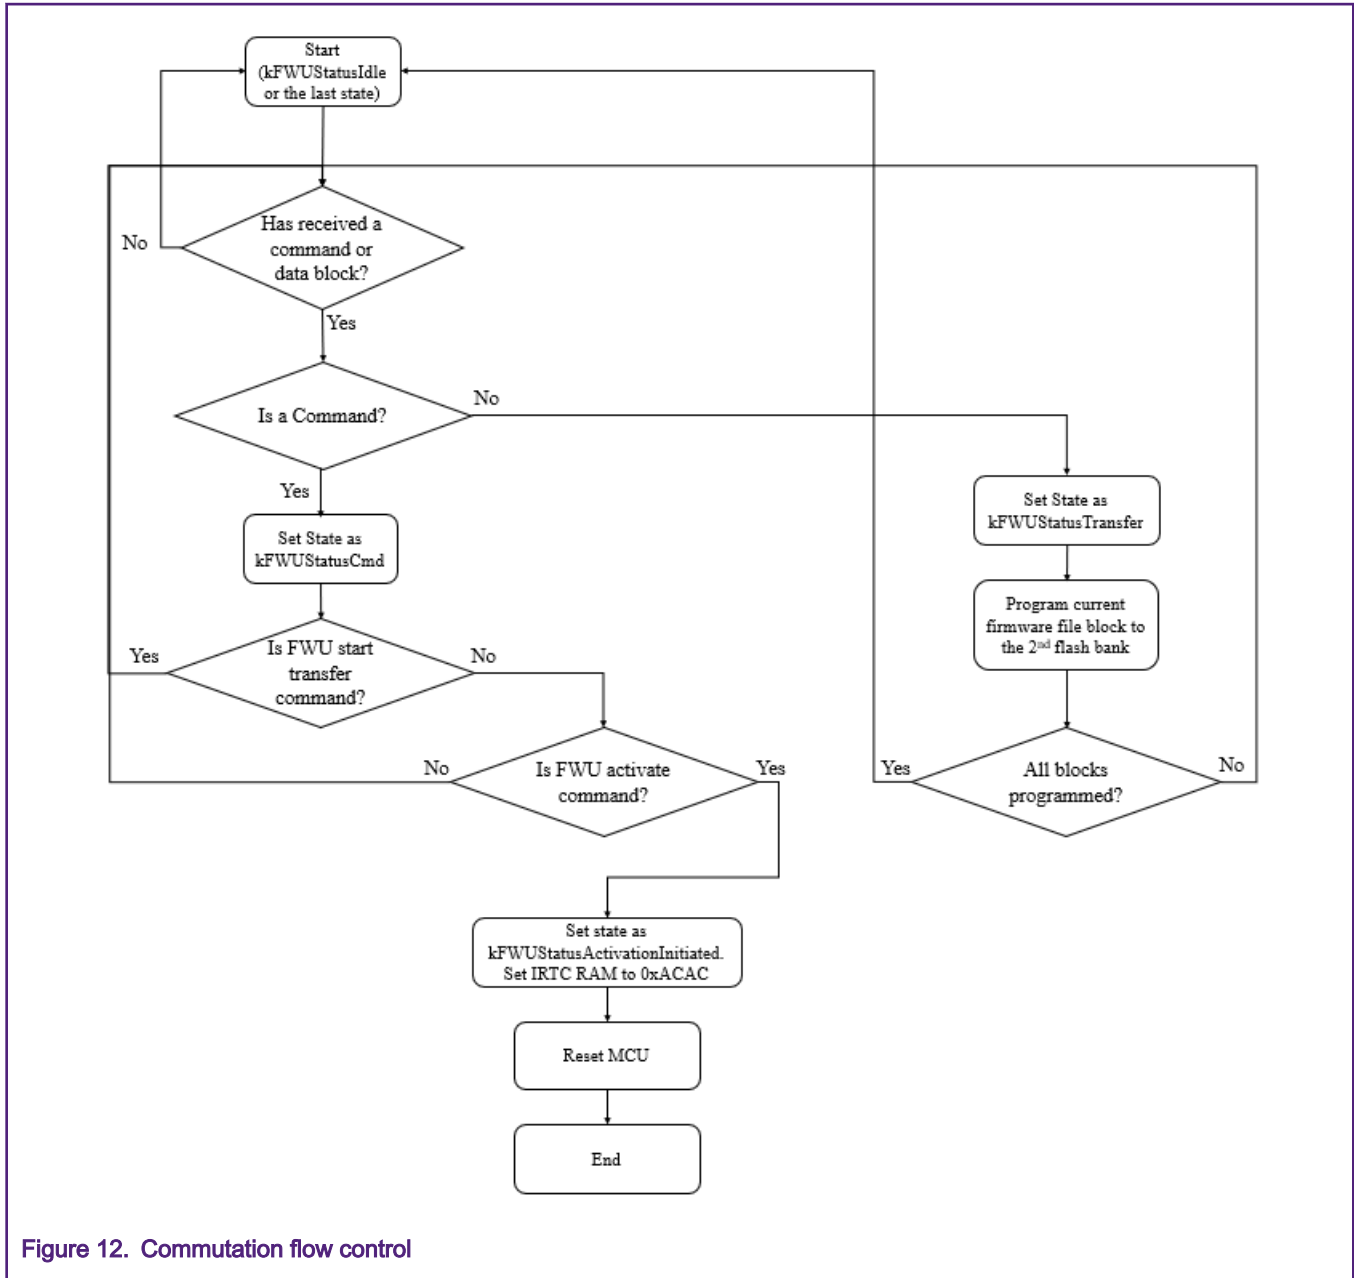 Start
(kFWUStatusIdle
or the last state)
Has received a
command or
data block?
No
Yes
Is a Command?
No
Yes
Set State as
kFWUStatusCmd
Set State as
kFWUStatusTransfer
Program current
firmware file block to
the 2nd flash bank
Is FWU start
transfer
command?
Yes
No
Is FWU activate
command?
No
Yes
All blocks
programmed?
Yes
No
Set state as
kFWUStatusActivationInitiated.
Set IRTC RAM to 0xACAC
Reset MCU
End
Figure 12. Commutation flow control